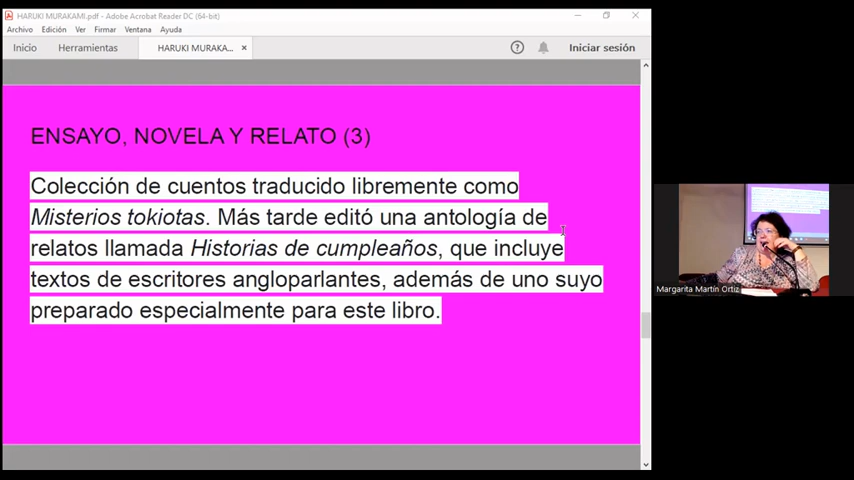 HARUKI MURAKAMI.pdf - Adobe Acrobat Reader DC (64-bit)
Archivo Edición Ver Firmar Ventana Ayuda
Inicio Herramientas HARUKI MURAKA... × Iniciar sesión
ENSAYO, NOVELA Y RELATO (3)
Colección de cuentos traducido libremente como
Misterios tokiotas. Más tarde editó una antología de
relatos llamada Historias de cumpleaños, que incluye
textos de escritores angloparlantes, además de uno suyo
preparado especialmente para este libro.
Margarita Martín Ortiz